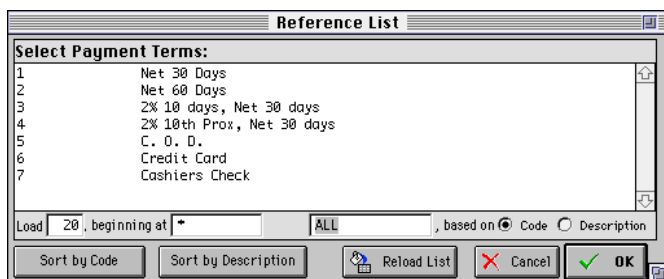 Reference List
Select Payment Terms:
1 Net 30 Days
2 Net 60 Days
3 2% 10 days, Net 30 days
4 2% 10th Prox, Net 30 days
5 C. O. D.
6 Credit Card
7 Cashiers Check
Load 20, beginning at * ALL , based on Code Description
Sort by Code Sort by Description Reload List Cancel OK